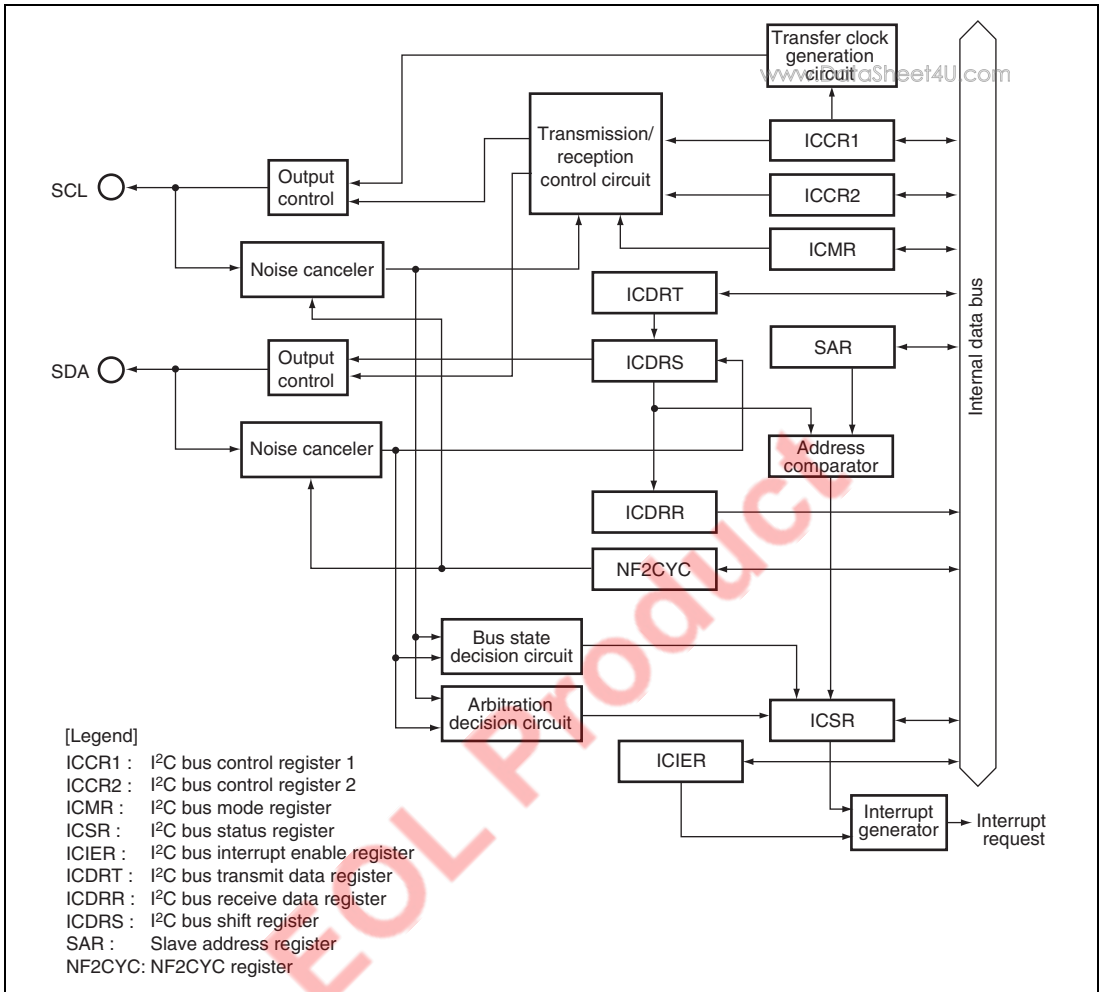 Transfer clock
generation
circuit
www.DataSheet4U.com
Transmission/
reception
control circuit
ICCR1
SCL
Output
control
ICCR2
ICMR
Noise canceler
ICDRT
Internal data bus
SAR
SDA
Output
control
ICDRS
Noise canceler
Address
comparator
ICDRR
NF2CYC
Bus state
decision circuit
Arbitration
decision circuit
ICSR
ICIER
Interrupt
generator
Interrupt
request
[Legend]
ICCR1 : I²C bus control register 1
ICCR2 : I²C bus control register 2
ICMR : I²C bus mode register
ICSR : I²C bus status register
ICIER : I²C bus interrupt enable register
ICDRT : I²C bus transmit data register
ICDRR : I²C bus receive data register
ICDRS : I²C bus shift register
SAR : Slave address register
NF2CYC: NF2CYC register
EOL Product